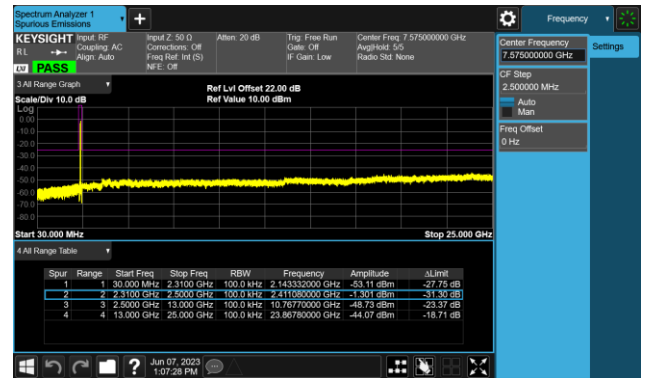 Spectrum Analyzer 1
Spurious Emissions
Frequency
KEYSIGHT
Input: RF
Coupling: AC
Align: Auto
Input Z: 50 Ω
Corrections: Off
Freq Ref: Int (S)
NFE: Off
Atten: 20 dB
Trig: Free Run
Gate: Off
IF Gain: Low
Center Freq: 7.575000000 GHz
Avg|Hold: 5/5
Radio Std: None
RL
LXI PASS
Center Frequency
7.575000000 GHz
Settings
CF Step
2.500000 MHz
Auto
Man
Freq Offset
0 Hz
3 All Range Graph
Scale/Div 10.0 dB
Ref Lvl Offset 22.00 dB
Ref Value 10.00 dBm
Log
0.00
-10.0
-20.0
-30.0
-40.0
-50.0
-60.0
-70.0
-80.0
Start 30.000 MHz
Stop 25.000 GHz
4 All Range Table
Spur Range Start Freq Stop Freq RBW Frequency Amplitude ΔLimit
1 1 30.000 MHz 2.3100 GHz 100.0 kHz 2.143332000 GHz -53.11 dBm -27.75 dB
2 2 2.3100 GHz 2.5000 GHz 100.0 kHz 2.411080000 GHz -1.301 dBm -31.30 dB
3 3 2.5000 GHz 13.000 GHz 100.0 kHz 10.76770000 GHz -48.73 dBm -23.37 dB
4 4 13.000 GHz 25.000 GHz 100.0 kHz 23.86780000 GHz -44.07 dBm -18.71 dB
Jun 07, 2023
1:07:28 PM